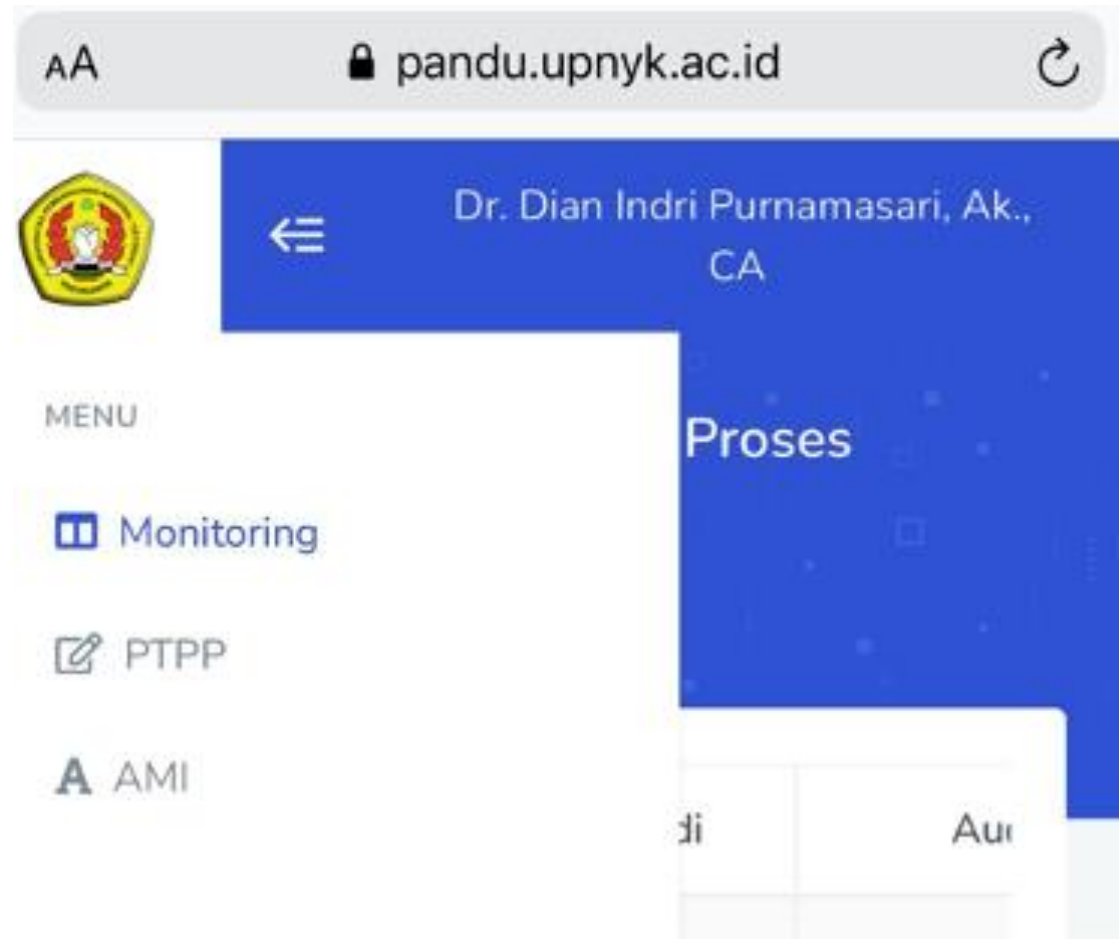 AA pandu.upnyk.ac.id
Dr. Dian Indri Purnamasari, Ak.,
CA
MENU
Proses
Monitoring
PTPP
A AMI